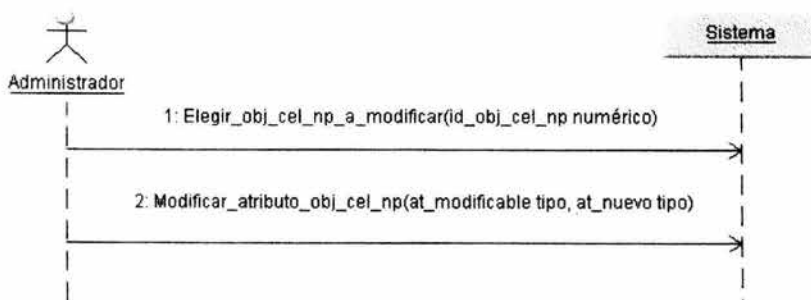 Sistema
Administrador
1: Elegir_obj_cel_np_a_modificar(id_obj_cel_np numérico)
2: Modificar_atributo_obj_cel_np(at_modificable tipo, at_nuevo tipo)